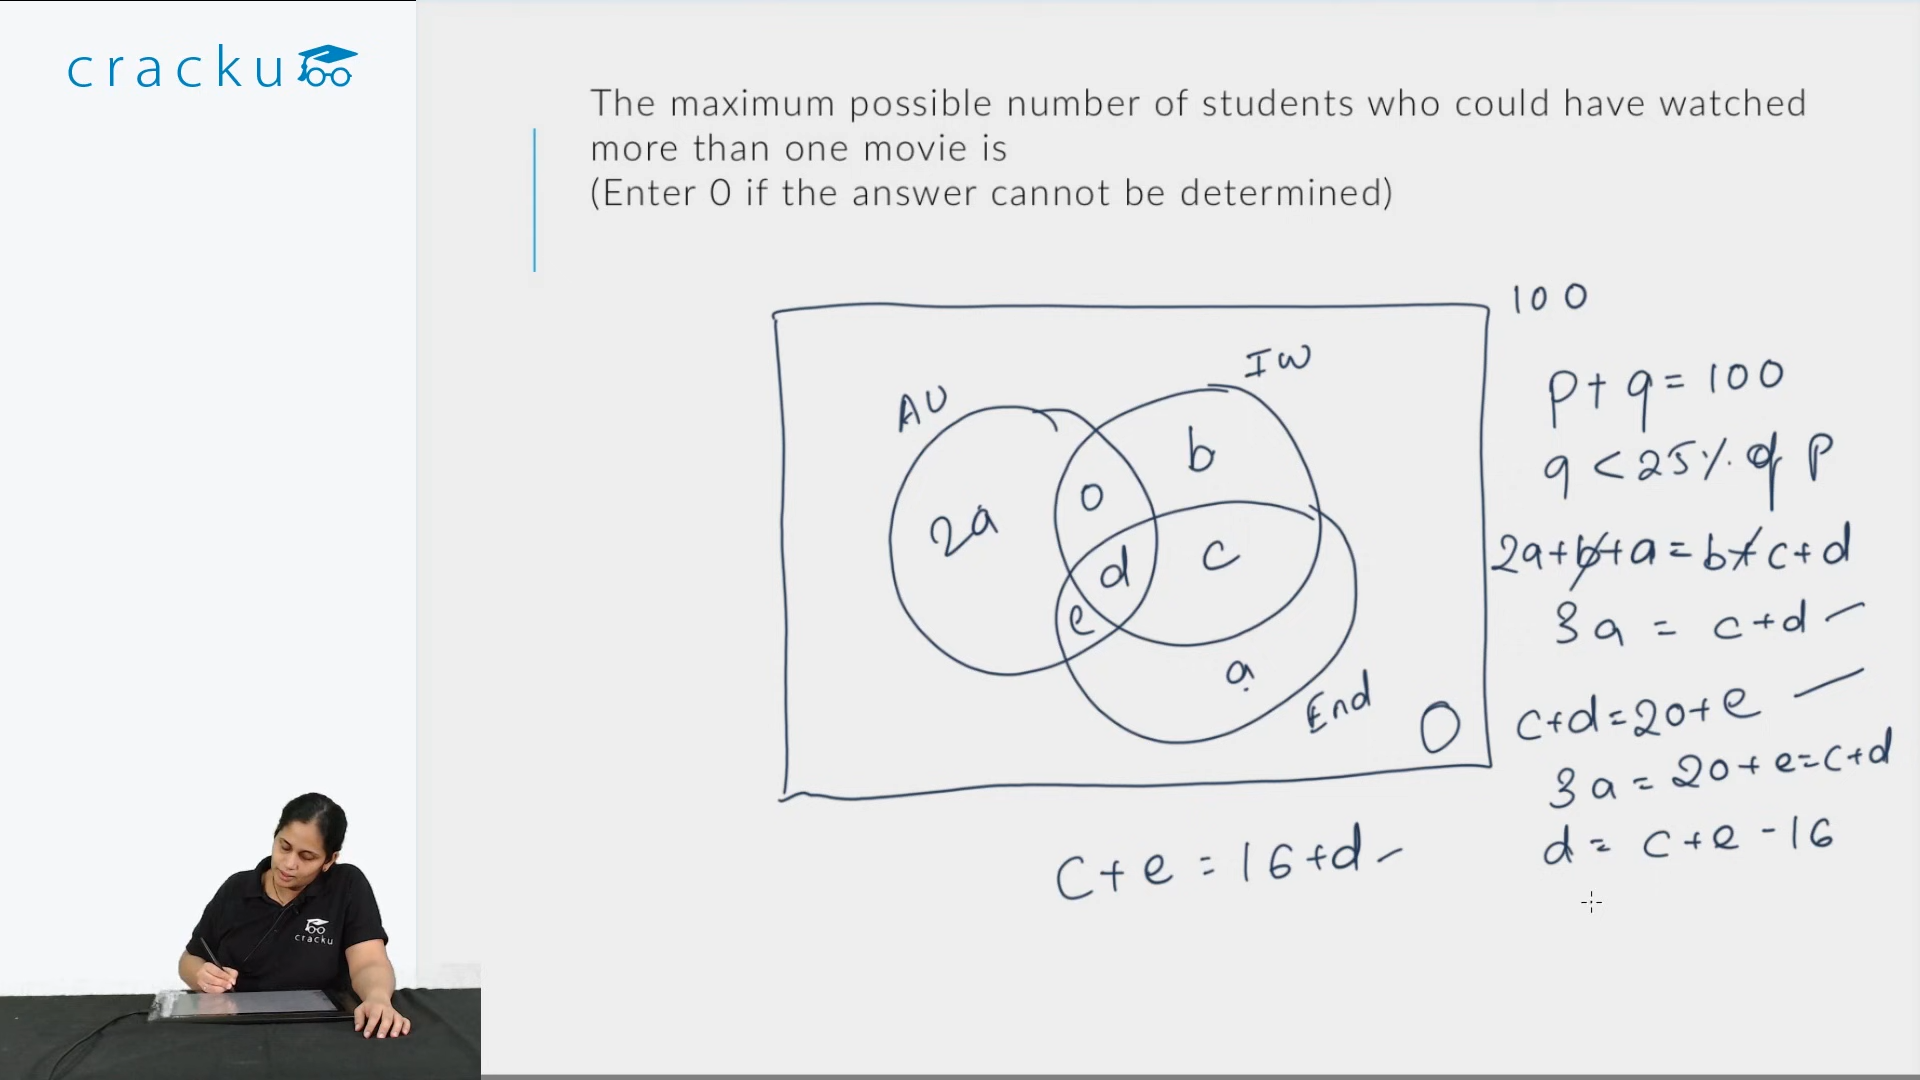 cracku
The maximum possible number of students who could have watched
more than one movie is
(Enter 0 if the answer cannot be determined)
100
IW
AU
p + q = 100
b
q < 25% of p
0
2a
c
d
2a + b + a = b + c + d
e
3a = c + d
a
End
0
c + d = 20 + e
3a = 20 + e = c + d
c + e = 16 + d
d = c + e - 16
cracku